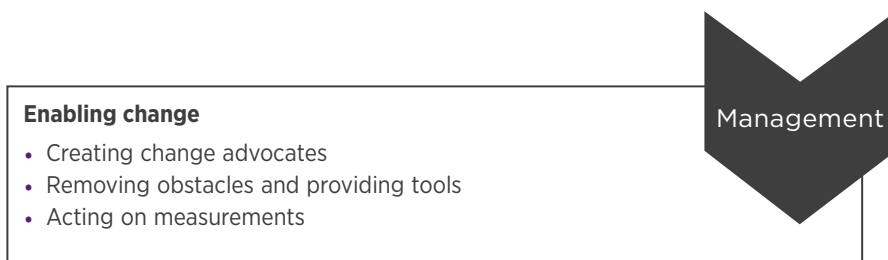 Enabling change
• Creating change advocates
• Removing obstacles and providing tools
• Acting on measurements
Management